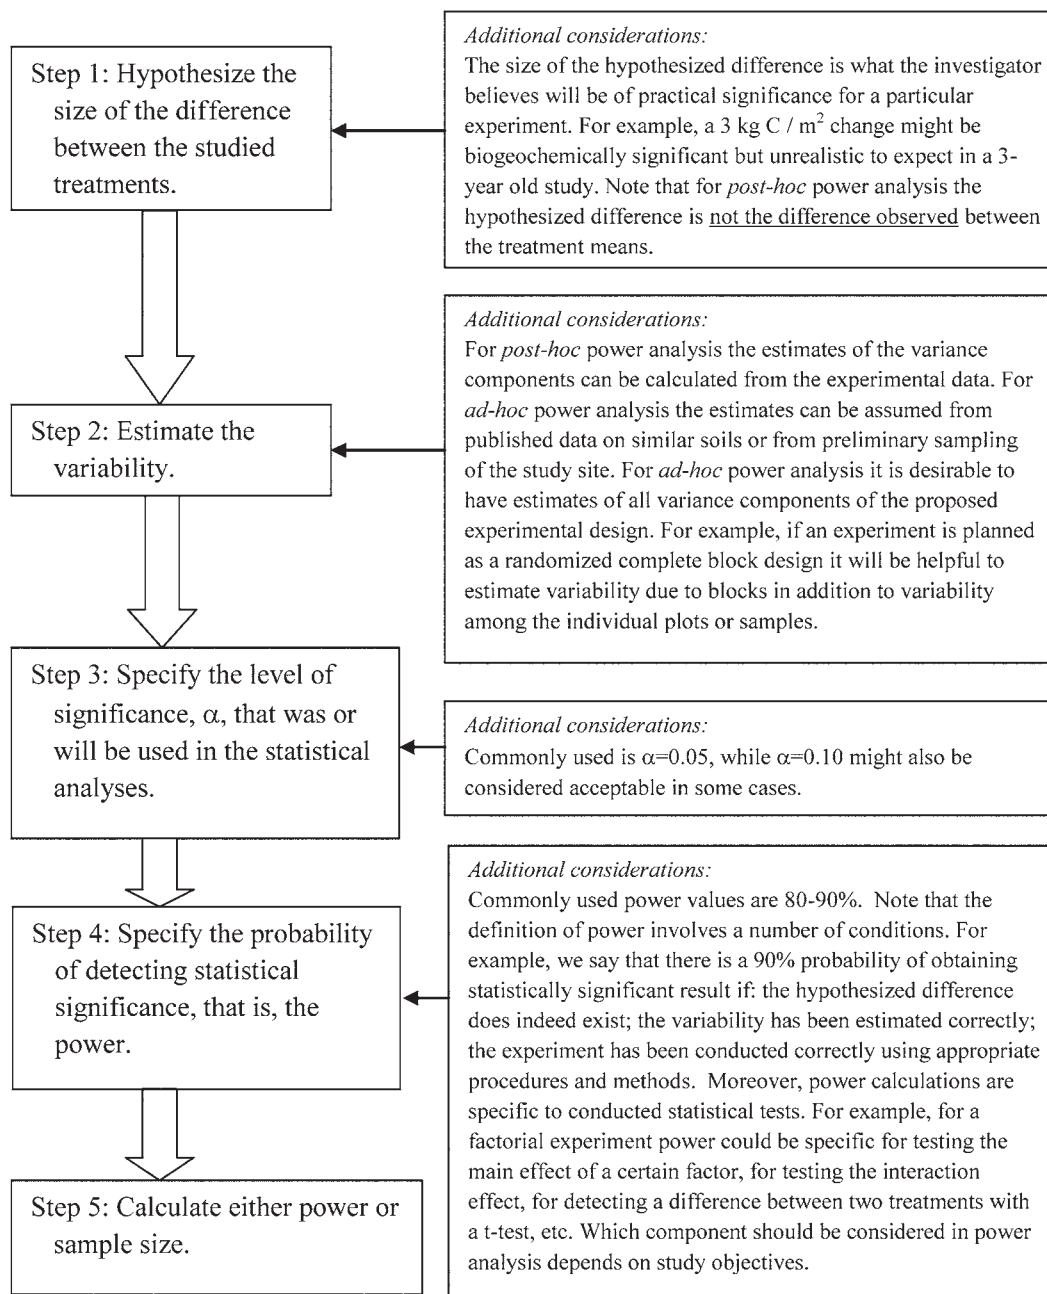 Step 1: Hypothesize the
size of the difference
between the studied
treatments.
Additional considerations:
The size of the hypothesized difference is what the investigator
believes will be of practical significance for a particular
experiment. For example, a 3 kg C / m² change might be
biogeochemically significant but unrealistic to expect in a 3-
year old study. Note that for post-hoc power analysis the
hypothesized difference is not the difference observed between
the treatment means.
Step 2: Estimate the
variability.
Additional considerations:
For post-hoc power analysis the estimates of the variance
components can be calculated from the experimental data. For
ad-hoc power analysis the estimates can be assumed from
published data on similar soils or from preliminary sampling
of the study site. For ad-hoc power analysis it is desirable to
have estimates of all variance components of the proposed
experimental design. For example, if an experiment is planned
as a randomized complete block design it will be helpful to
estimate variability due to blocks in addition to variability
among the individual plots or samples.
Step 3: Specify the level of
significance, α, that was or
will be used in the statistical
analyses.
Additional considerations:
Commonly used is α=0.05, while α=0.10 might also be
considered acceptable in some cases.
Step 4: Specify the probability
of detecting statistical
significance, that is, the
power.
Additional considerations:
Commonly used power values are 80-90%. Note that the
definition of power involves a number of conditions. For
example, we say that there is a 90% probability of obtaining
statistically significant result if: the hypothesized difference
does indeed exist; the variability has been estimated correctly;
the experiment has been conducted correctly using appropriate
procedures and methods. Moreover, power calculations are
specific to conducted statistical tests. For example, for a
factorial experiment power could be specific for testing the
main effect of a certain factor, for testing the interaction
effect, for detecting a difference between two treatments with
a t-test, etc. Which component should be considered in power
analysis depends on study objectives.
Step 5: Calculate either power or
sample size.